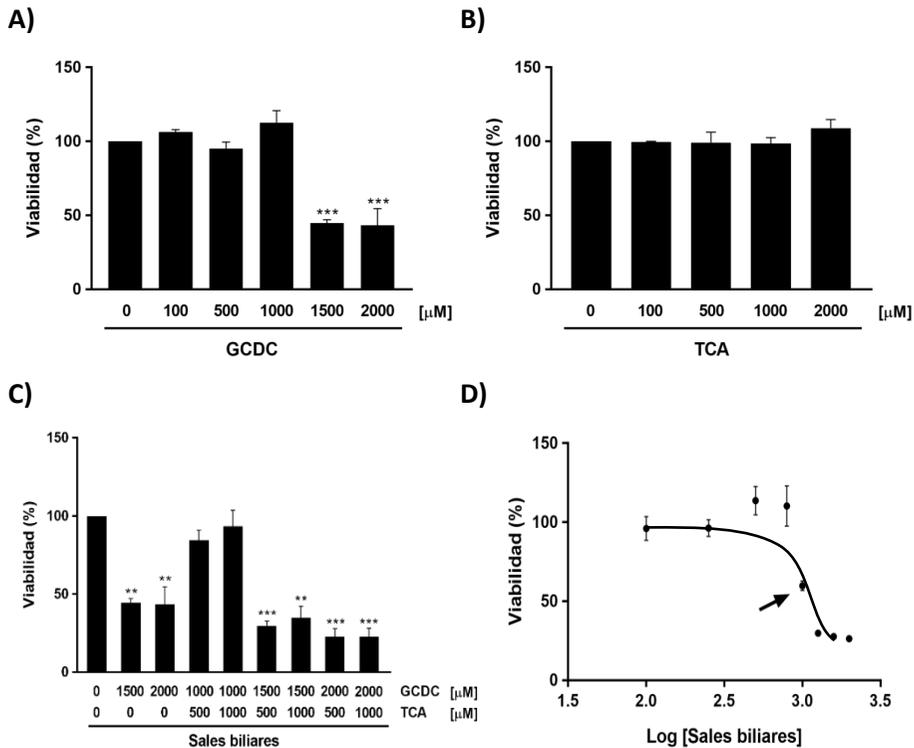 A)
Viabilidad (%)
150
100
50
0
***
***
0 100 500 1000 1500 2000 [μM]
GCDC
B)
Viabilidad (%)
150
100
50
0
0 100 500 1000 2000 [μM]
TCA
C)
Viabilidad (%)
150
100
50
0
**
**
***
**
***
***
0 1500 2000 1000 1000 1500 1500 2000 2000 GCDC [μM]
0 0 0 500 1000 500 1000 500 1000 TCA [μM]
Sales biliares
D)
Viabilidad (%)
150
100
50
0
1.5 2.0 2.5 3.0 3.5
Log [Sales biliares]